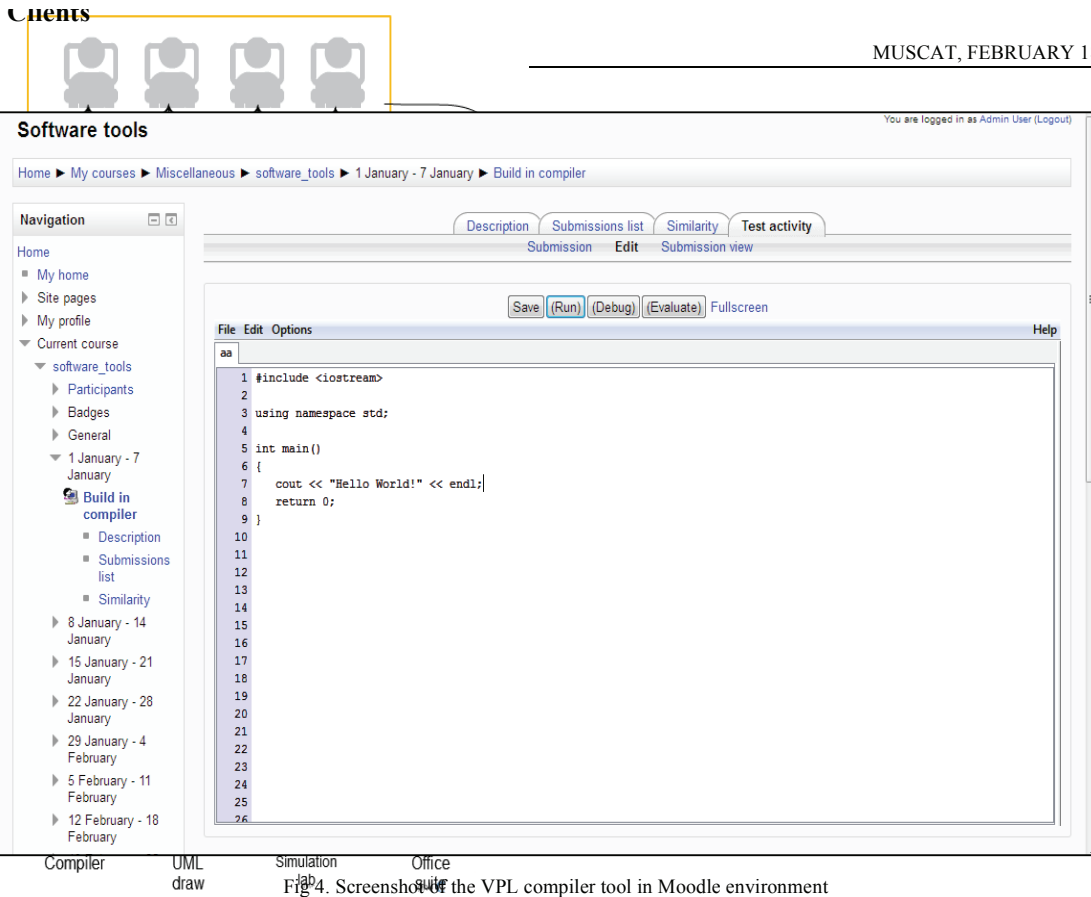 Clients
MUSCAT, FEBRUARY 1
Software tools
You are logged in as Admin User (Logout)
Home ► My courses ► Miscellaneous ► software_tools ► 1 January - 7 January ► Build in compiler
Navigation
Home
My home
Site pages
My profile
Current course
software_tools
Participants
Badges
General
1 January - 7
January
Build in
compiler
Description
Submissions
list
Similarity
8 January - 14
January
15 January - 21
January
22 January - 28
January
29 January - 4
February
5 February - 11
February
12 February - 18
February
Description Submissions list Similarity Test activity
Submission Edit Submission view
Save (Run) (Debug) (Evaluate) Fullscreen
File Edit Options Help
aa
1 #include <iostream>
2
3 using namespace std;
4
5 int main()
6 {
7 cout << "Hello World!" << endl;
8 return 0;
9 }
10
11
12
13
14
15
16
17
18
19
20
21
22
23
24
25
26
Compiler UML Simulation Office
draw lab suite
Fig 4. Screenshot of the VPL compiler tool in Moodle environment